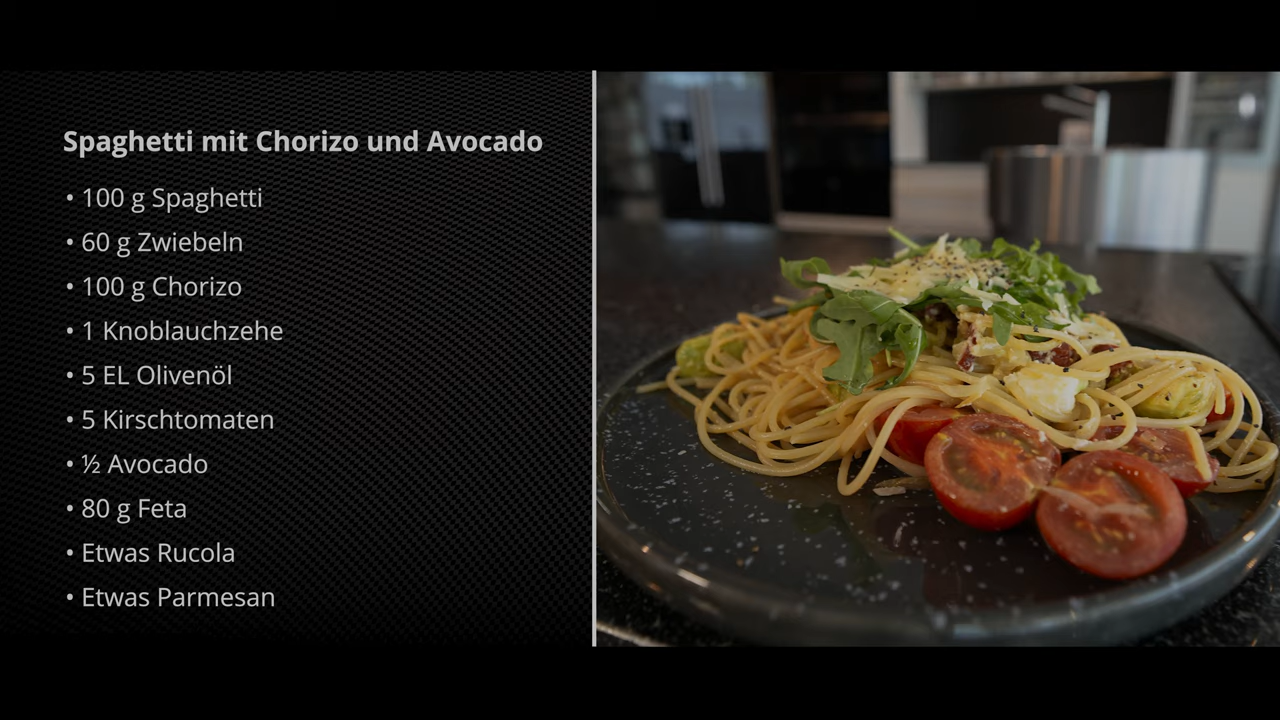 Spaghetti mit Chorizo und Avocado
• 100 g Spaghetti
• 60 g Zwiebeln
• 100 g Chorizo
• 1 Knoblauchzehe
• 5 EL Olivenöl
• 5 Kirschtomaten
• ½ Avocado
• 80 g Feta
• Etwas Rucola
• Etwas Parmesan